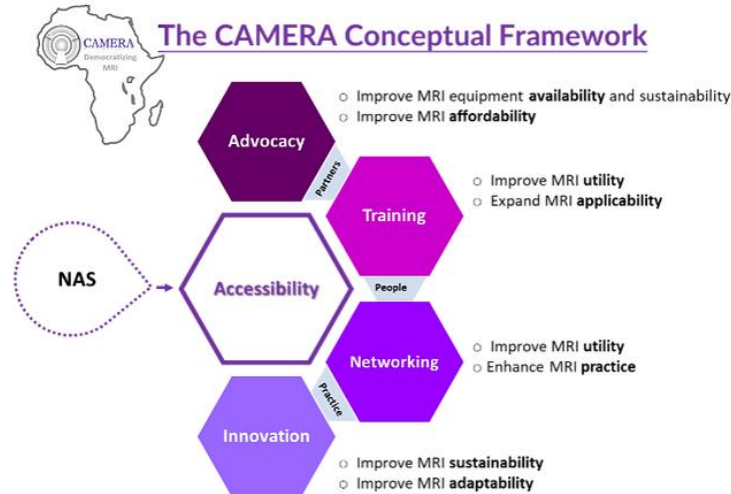 CAMERA
Democratizing
MRI
The CAMERA Conceptual Framework
Advocacy
○ Improve MRI equipment availability and sustainability
○ Improve MRI affordability
Partners
Training
○ Improve MRI utility
○ Expand MRI applicability
NAS
Accessibility
People
Networking
○ Improve MRI utility
○ Enhance MRI practice
Practice
Innovation
○ Improve MRI sustainability
○ Improve MRI adaptability